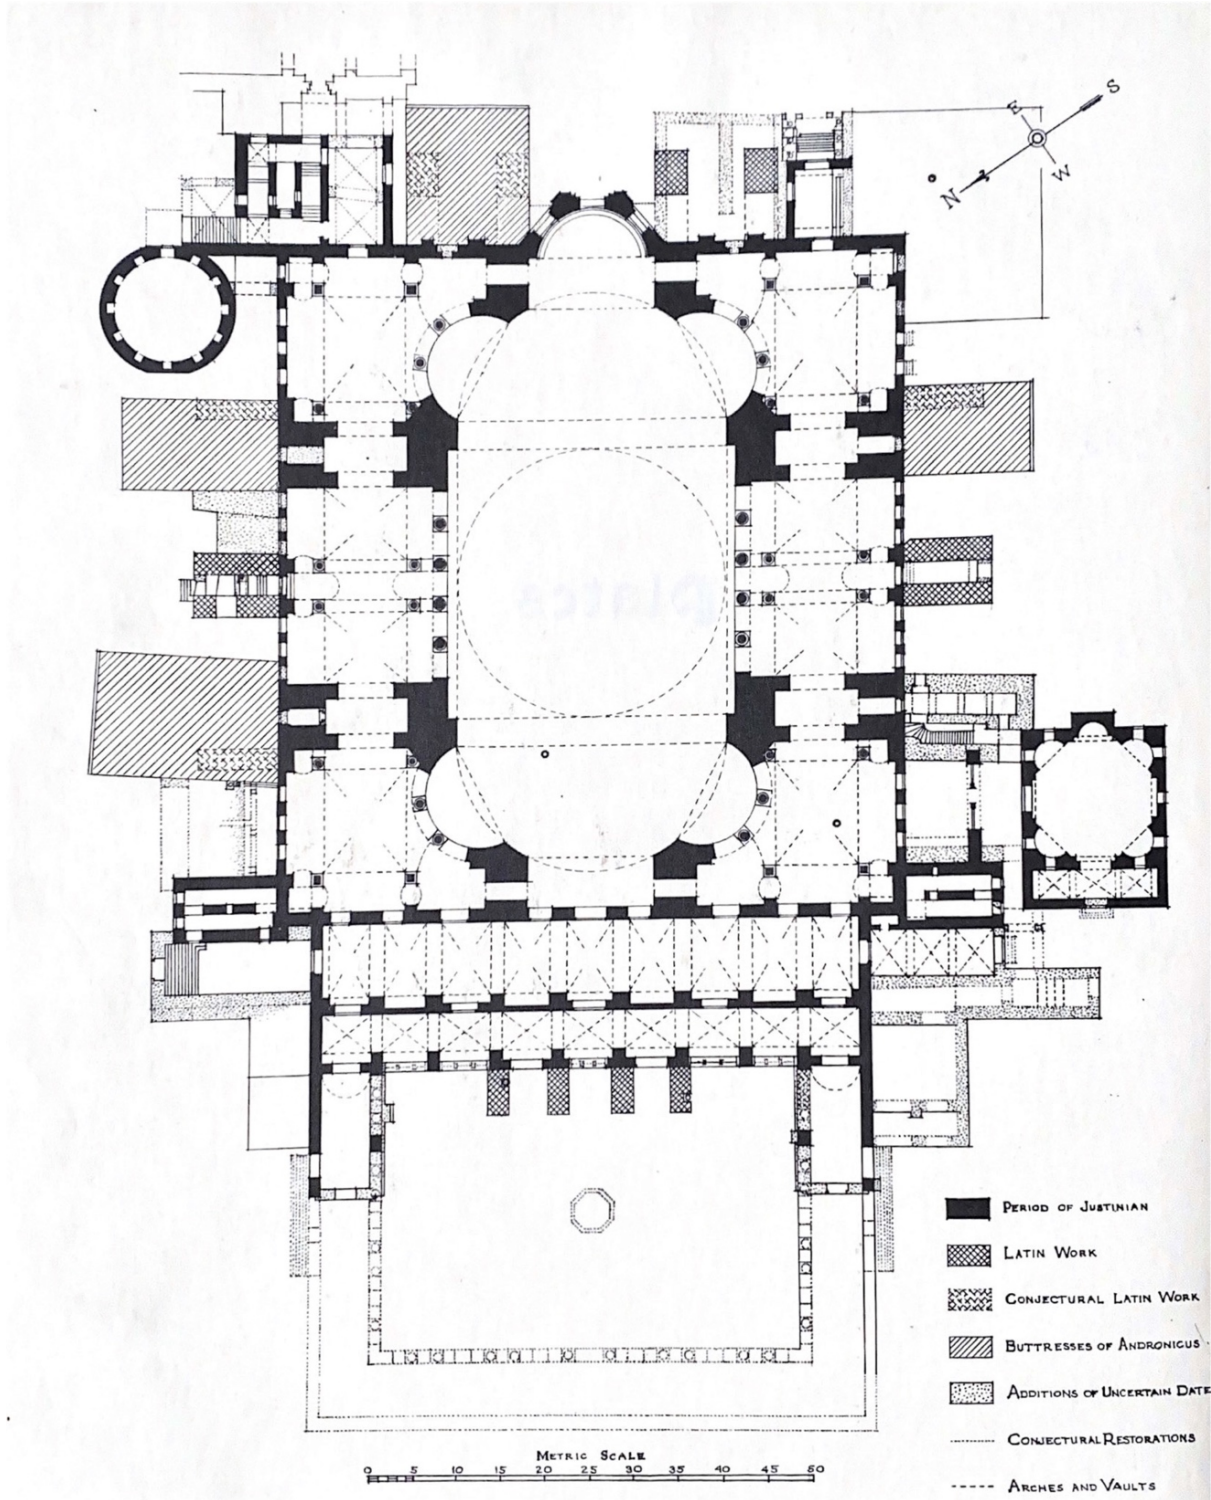 E
S
N
W
PERIOD OF JUSTINIAN
LATIN WORK
CONJECTURAL LATIN WORK
BUTTRESSES OF ANDRONICUS
ADDITIONS OF UNCERTAIN DATE
CONJECTURAL RESTORATIONS
ARCHES AND VAULTS
METRIC SCALE
0 5 10 15 20 25 30 35 40 45 50